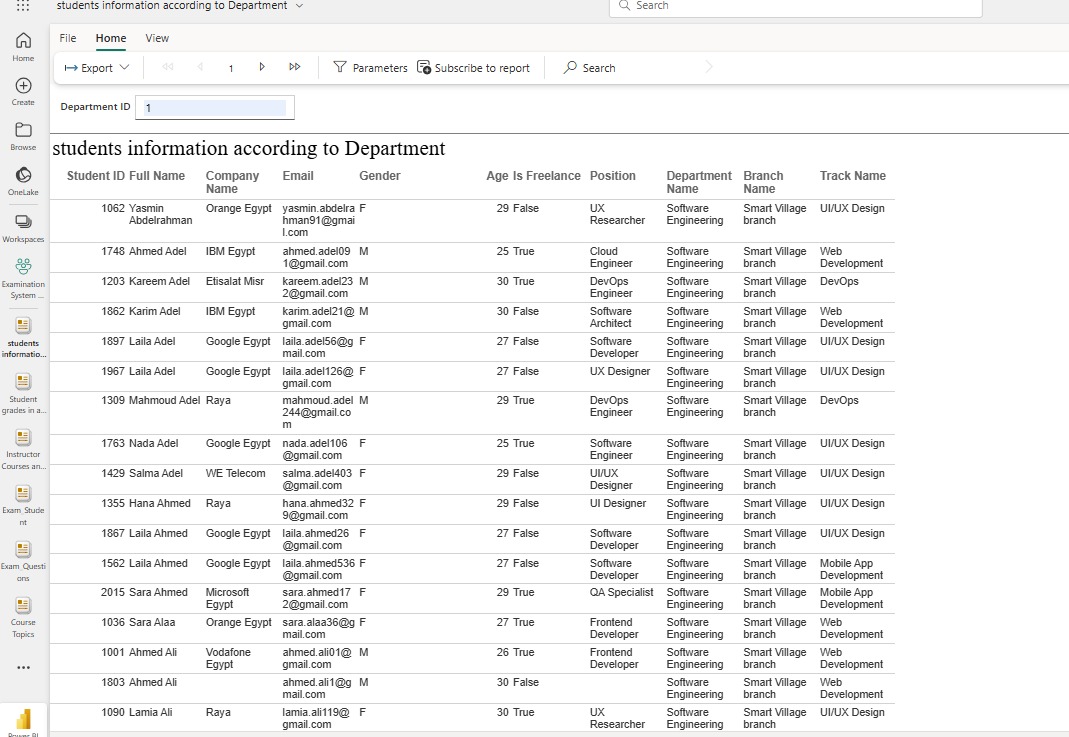 students information according to Department
Search
File Home View
Export 1 Parameters Subscribe to report Search
Department ID 1
Home
Create
Browse
OneLake
Workspaces
Examination
System ...
students
informatio...
Student
grades in a...
Instructor
Courses an...
Exam_Stude
nt
Exam_Questi
ons
Course
Topics
...
students information according to Department
Student ID Full Name Company Name Email Gender Age Is Freelance Position Department Name Branch Name Track Name
1062 Yasmin Abdelrahman Orange Egypt yasmin.abdelrahman91@gmail.com F 29 False UX Researcher Software Engineering Smart Village branch UI/UX Design
1748 Ahmed Adel IBM Egypt ahmed.adel091@gmail.com M 25 True Cloud Engineer Software Engineering Smart Village branch Web Development
1203 Kareem Adel Etisalat Misr kareem.adel232@gmail.com M 30 True DevOps Engineer Software Engineering Smart Village branch DevOps
1862 Karim Adel IBM Egypt karim.adel21@gmail.com M 30 False Software Architect Software Engineering Smart Village branch Web Development
1897 Laila Adel Google Egypt laila.adel56@gmail.com F 27 False Software Developer Software Engineering Smart Village branch UI/UX Design
1967 Laila Adel Google Egypt laila.adel126@gmail.com F 27 False UX Designer Software Engineering Smart Village branch UI/UX Design
1309 Mahmoud Adel Raya mahmoud.adel244@gmail.com M 29 True DevOps Engineer Software Engineering Smart Village branch DevOps
1763 Nada Adel Google Egypt nada.adel106@gmail.com F 25 True Software Engineer Software Engineering Smart Village branch UI/UX Design
1429 Salma Adel WE Telecom salma.adel403@gmail.com F 29 False UI/UX Designer Software Engineering Smart Village branch UI/UX Design
1355 Hana Ahmed Raya hana.ahmed329@gmail.com F 29 False UI Designer Software Engineering Smart Village branch UI/UX Design
1867 Laila Ahmed Google Egypt laila.ahmed26@gmail.com F 27 False Software Developer Software Engineering Smart Village branch UI/UX Design
1562 Laila Ahmed Google Egypt laila.ahmed536@gmail.com F 27 False Software Developer Software Engineering Smart Village branch Mobile App Development
2015 Sara Ahmed Microsoft Egypt sara.ahmed172@gmail.com F 29 True QA Specialist Software Engineering Smart Village branch Mobile App Development
1036 Sara Alaa Orange Egypt sara.alaa36@gmail.com F 27 True Frontend Developer Software Engineering Smart Village branch Web Development
1001 Ahmed Ali Vodafone Egypt ahmed.ali01@gmail.com M 26 True Frontend Developer Software Engineering Smart Village branch Web Development
1803 Ahmed Ali ahmed.ali1@gmail.com M 30 False Software Engineering Smart Village branch Web Development
1090 Lamia Ali Raya lamia.ali119@gmail.com F 30 True UX Researcher Software Engineering Smart Village branch UI/UX Design
Power BI